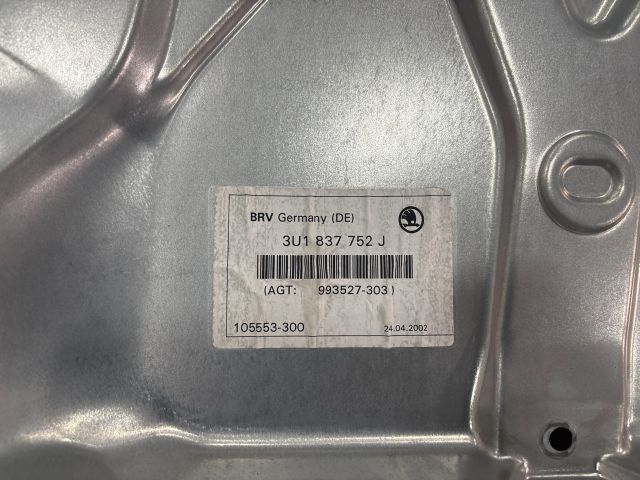 BRV Germany (DE)
3U1 837 752 J
(AGT: 993527-303)
105553-300 24.04.2002